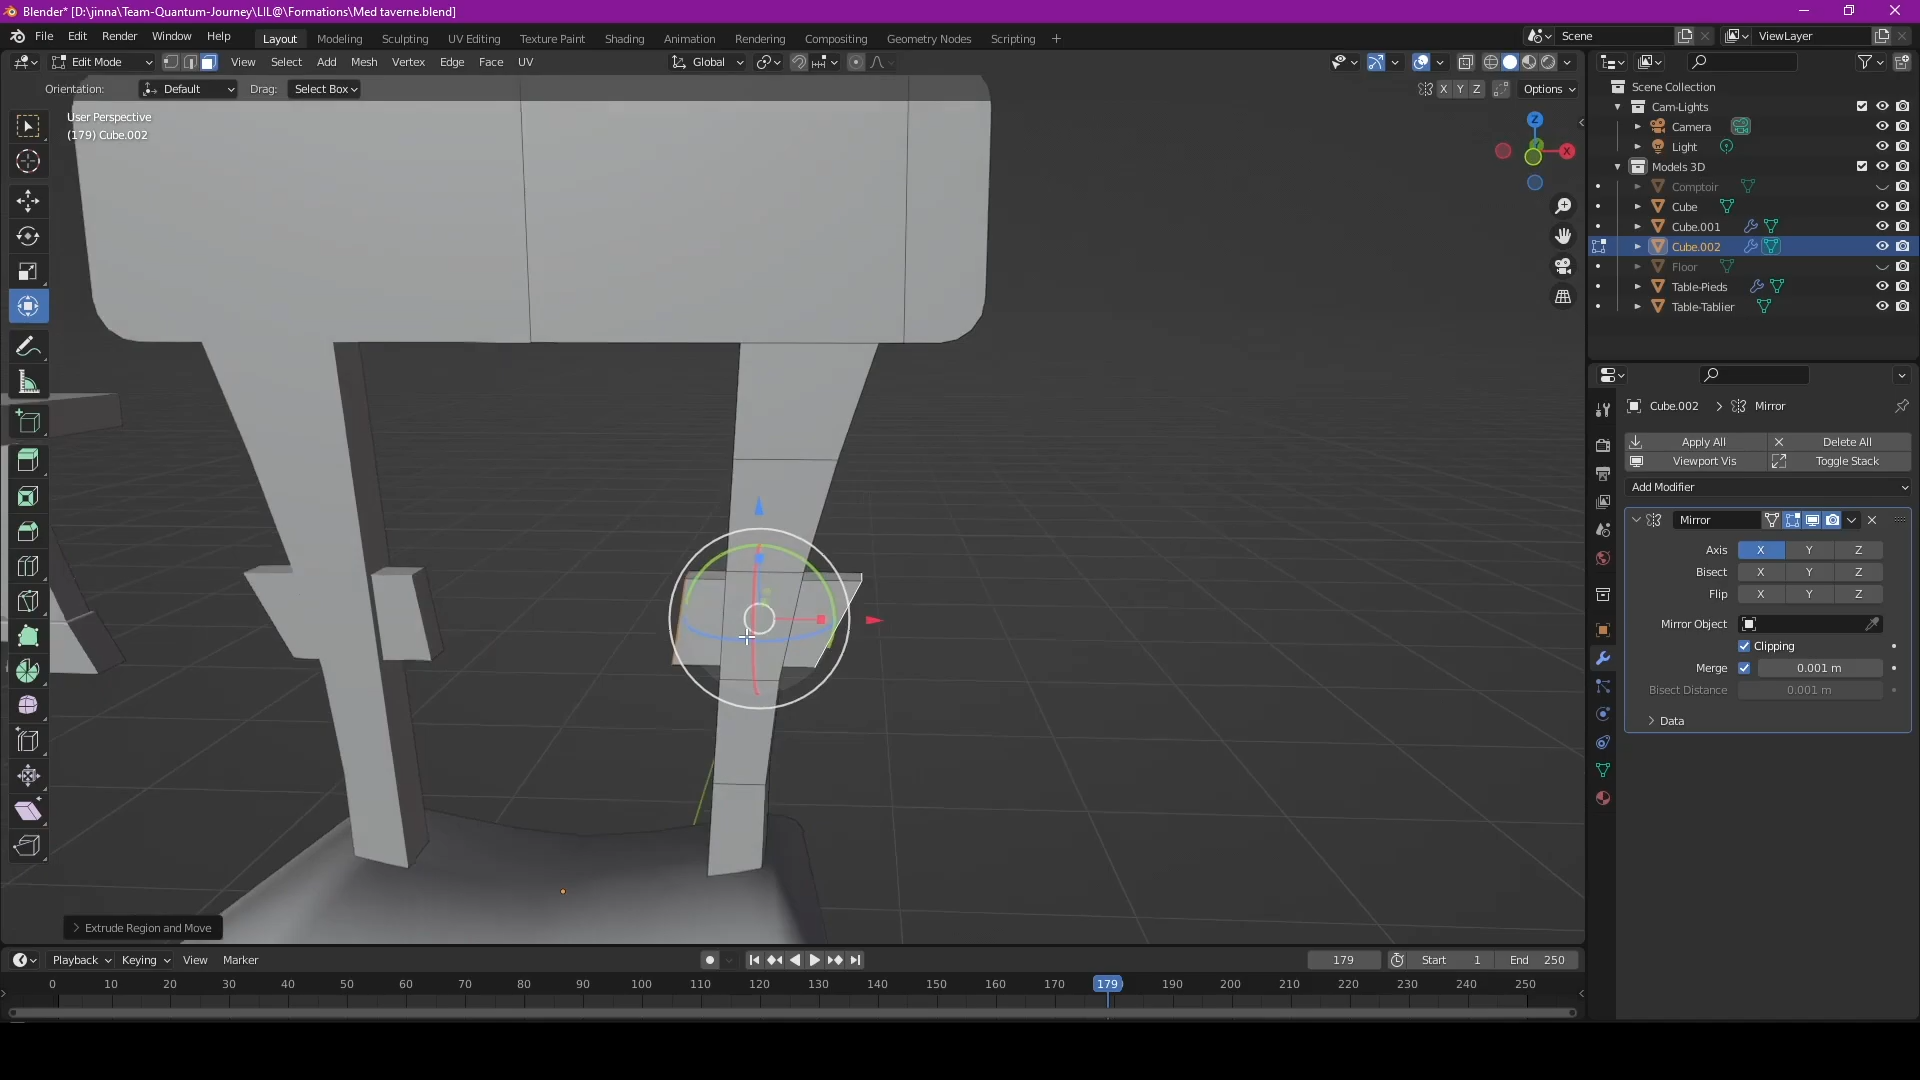 Blender* [D:\jinna\Team-Quantum-Journey\LIL@\Formations\Med taverne.blend]
File Edit Render Window Help Layout Modeling Sculpting UV Editing Texture Paint Shading Animation Rendering Compositing Geometry Nodes Scripting + Scene ViewLayer
Edit Mode View Select Add Mesh Vertex Edge Face UV Global
Orientation: Default Drag: Select Box X Y Z Options
User Perspective
(179) Cube.002
Z
X
Scene Collection
Cam-Lights
Camera
Light
Models 3D
Comptoir
Cube
Cube.001
Cube.002
Floor
Table-Pieds
Table-Tablier
Cube.002 > Mirror
Apply All Delete All
Viewport Vis Toggle Stack
Add Modifier
Mirror
Axis X Y Z
Bisect X Y Z
Flip X Y Z
Mirror Object
Clipping
Merge 0.001 m
Bisect Distance 0.001 m
Data
Extrude Region and Move
Playback Keying View Marker 179 Start 1 End 250
0 10 20 30 40 50 60 70 80 90 100 110 120 130 140 150 160 170 179 190 200 210 220 230 240 250